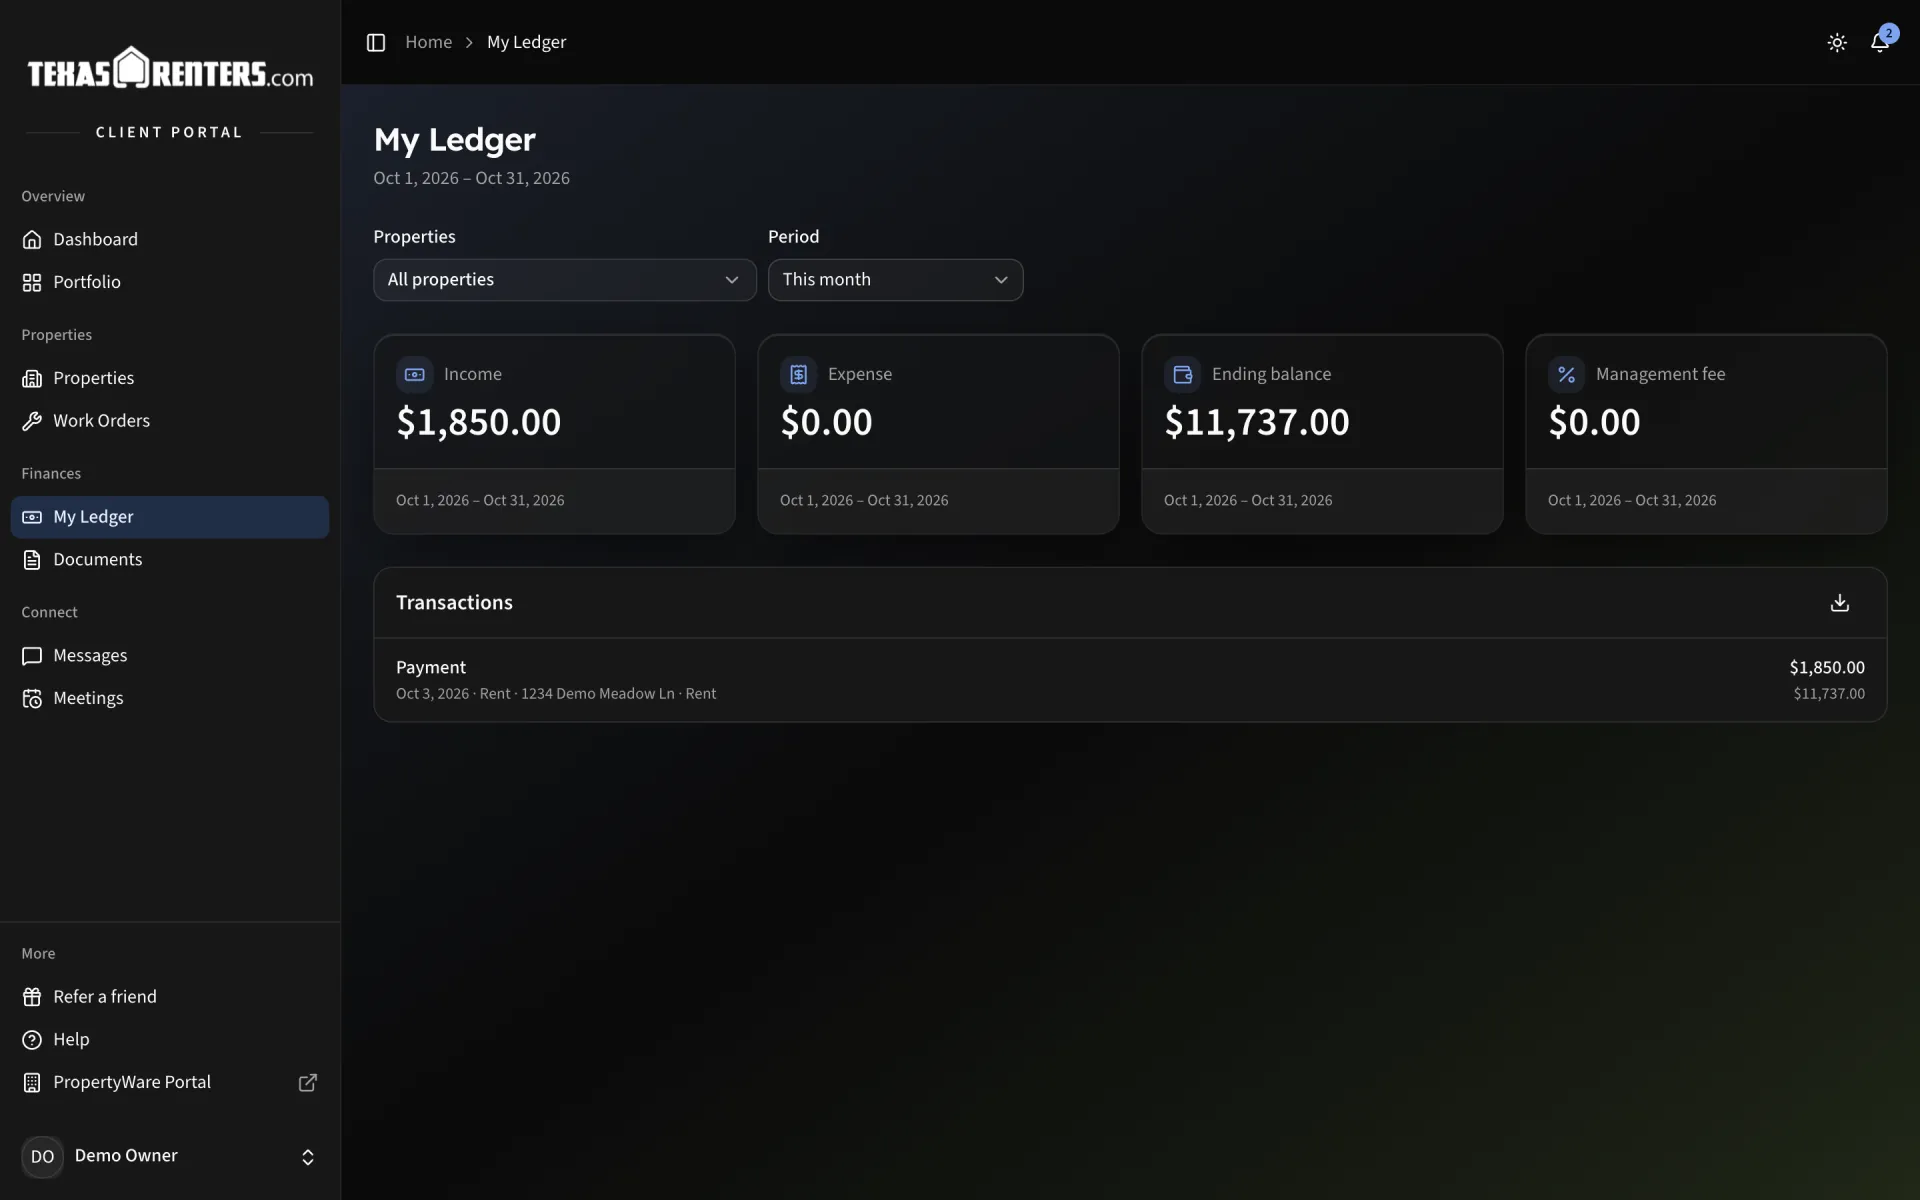 TEXAS RENTERS.com
CLIENT PORTAL
Overview
Dashboard
Portfolio
Properties
Properties
Work Orders
Finances
My Ledger
Documents
Connect
Messages
Meetings
More
Refer a friend
Help
PropertyWare Portal
DO
Demo Owner
Home
My Ledger
2
My Ledger
Oct 1, 2026 – Oct 31, 2026
Properties
All properties
Period
This month
Income
$1,850.00
Oct 1, 2026 – Oct 31, 2026
Expense
$0.00
Oct 1, 2026 – Oct 31, 2026
Ending balance
$11,737.00
Oct 1, 2026 – Oct 31, 2026
Management fee
$0.00
Oct 1, 2026 – Oct 31, 2026
Transactions
Payment
$1,850.00
Oct 3, 2026 · Rent · 1234 Demo Meadow Ln · Rent
$11,737.00